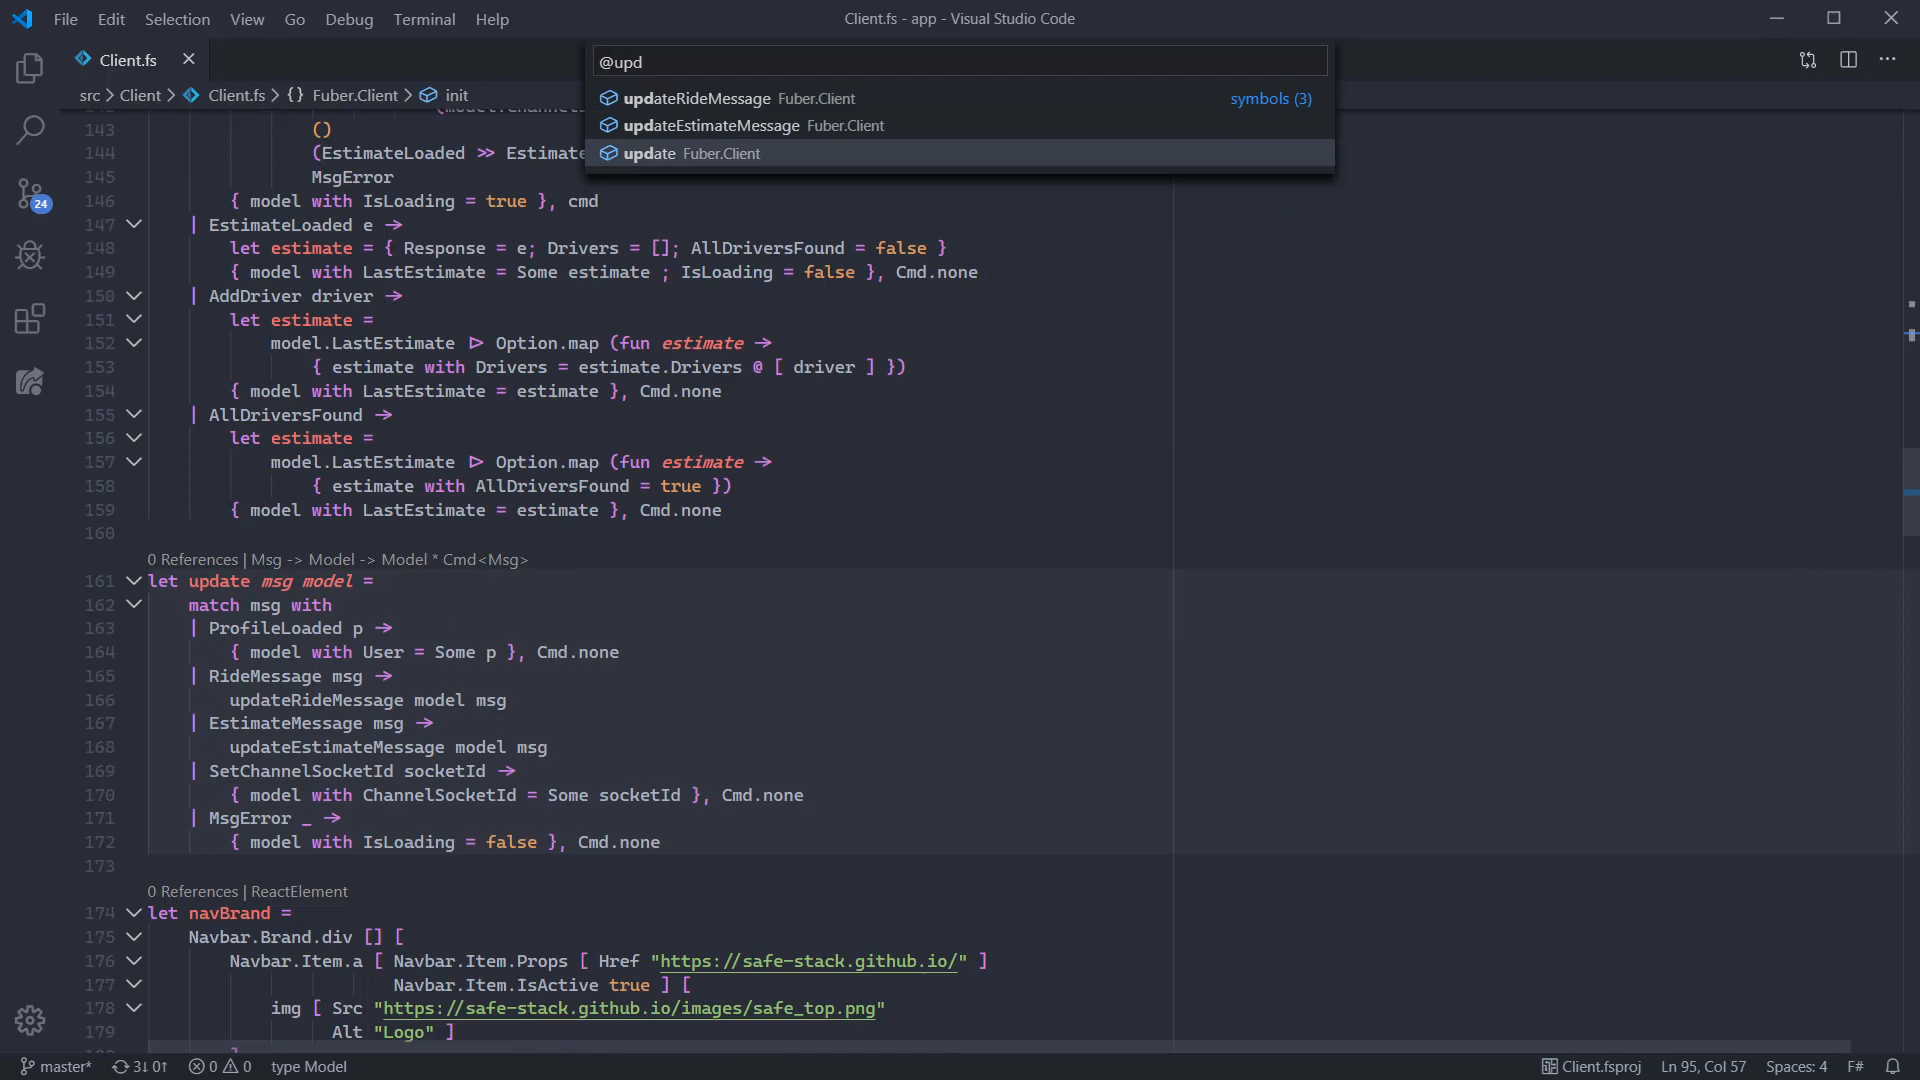 File Edit Selection View Go Debug Terminal Help
Client.fs - app - Visual Studio Code
Client.fs
@upd
updateRideMessage Fuber.Client symbols (3)
updateEstimateMessage Fuber.Client
update Fuber.Client
src > Client > Client.fs > {} Fuber.Client > init
143 ()
144 (EstimateLoaded >> Estimate
145 MsgError
146 { model with IsLoading = true }, cmd
147 | EstimateLoaded e ->
148 let estimate = { Response = e; Drivers = []; AllDriversFound = false }
149 { model with LastEstimate = Some estimate ; IsLoading = false }, Cmd.none
150 | AddDriver driver ->
151 let estimate =
152 model.LastEstimate |> Option.map (fun estimate ->
153 { estimate with Drivers = estimate.Drivers @ [ driver ] })
154 { model with LastEstimate = estimate }, Cmd.none
155 | AllDriversFound ->
156 let estimate =
157 model.LastEstimate |> Option.map (fun estimate ->
158 { estimate with AllDriversFound = true })
159 { model with LastEstimate = estimate }, Cmd.none
160
0 References | Msg -> Model -> Model * Cmd<Msg>
161 let update msg model =
162 match msg with
163 | ProfileLoaded p ->
164 { model with User = Some p }, Cmd.none
165 | RideMessage msg ->
166 updateRideMessage model msg
167 | EstimateMessage msg ->
168 updateEstimateMessage model msg
169 | SetChannelSocketId socketId ->
170 { model with ChannelSocketId = Some socketId }, Cmd.none
171 | MsgError _ ->
172 { model with IsLoading = false }, Cmd.none
173
0 References | ReactElement
174 let navBrand =
175 Navbar.Brand.div [] [
176 Navbar.Item.a [ Navbar.Item.Props [ Href "https://safe-stack.github.io/" ]
177 Navbar.Item.IsActive true ] [
178 img [ Src "https://safe-stack.github.io/images/safe_top.png"
179 Alt "Logo" ]
24
master* 3↓ 0↑ 0 0 type Model
Client.fsproj Ln 95, Col 57 Spaces: 4 F#